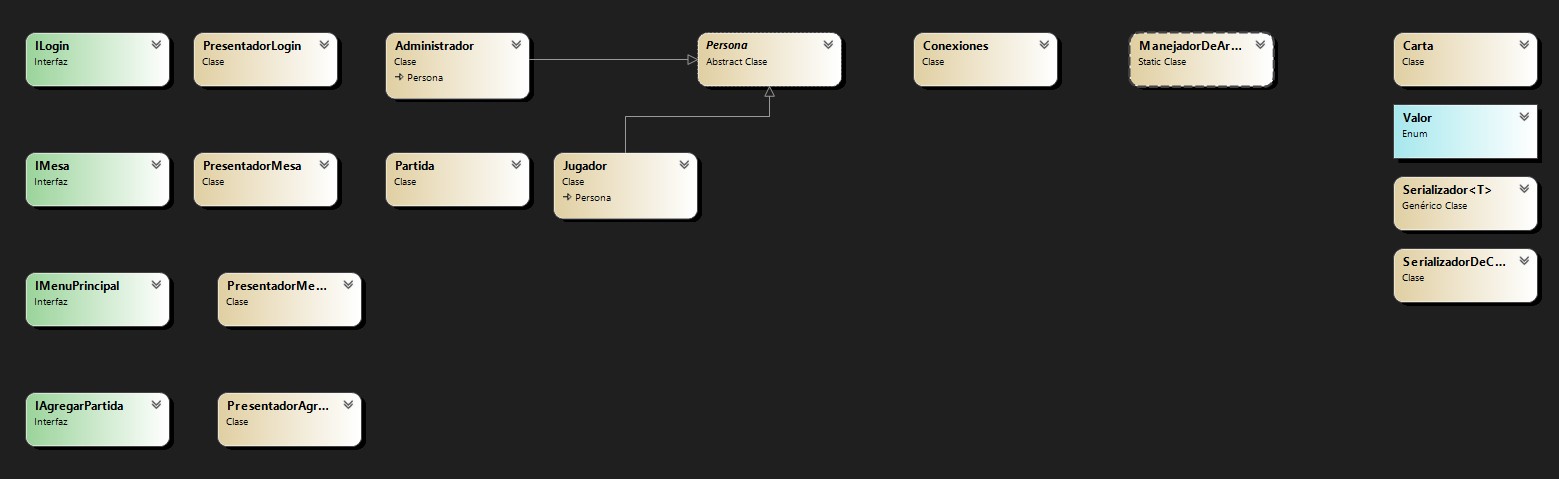 ILogin
Interfaz
PresentadorLogin
Clase
Administrador
Clase
Persona
Persona
Abstract Clase
Conexiones
Clase
ManejadorDeAr...
Static Clase
Carta
Clase
Valor
Enum
IMesa
Interfaz
PresentadorMesa
Clase
Partida
Clase
Jugador
Clase
Persona
Serializador<T>
Genérico Clase
SerializadorDeC...
Clase
IMenuPrincipal
Interfaz
PresentadorMe...
Clase
IAgregarPartida
Interfaz
PresentadorAgr...
Clase